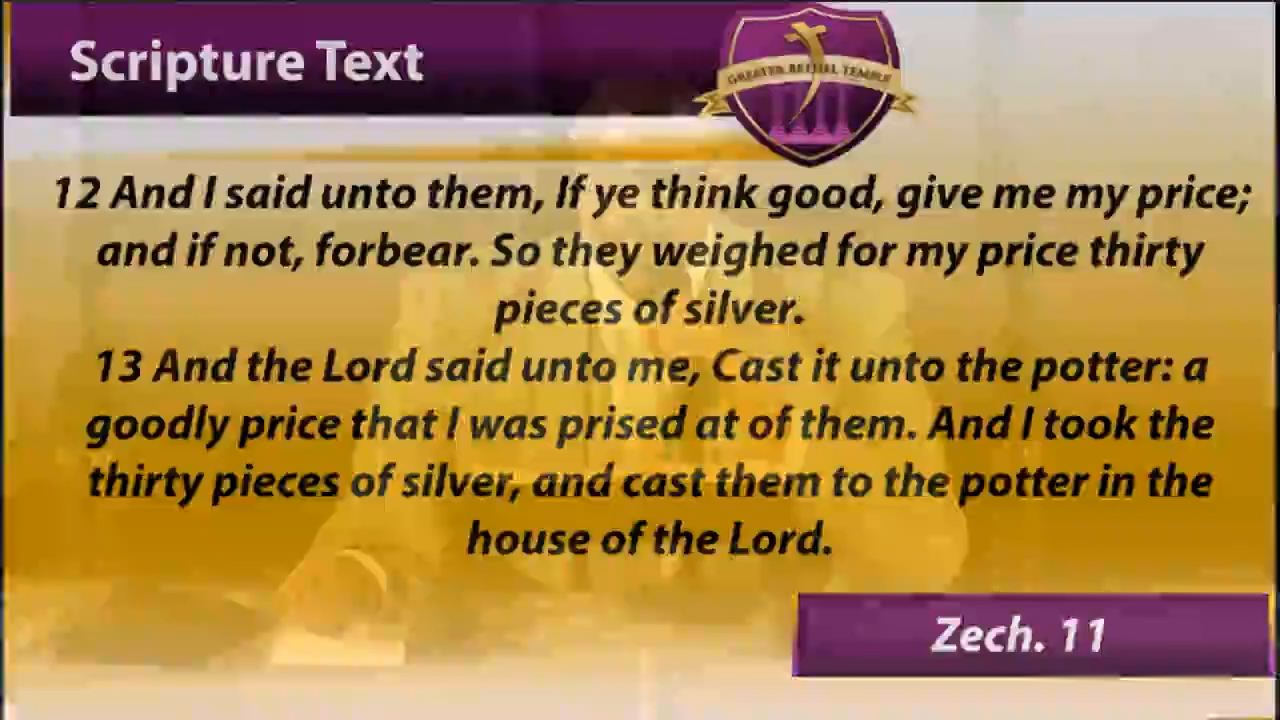 Scripture Text
GREATER BETHEL TEMPLE
12 And I said unto them, If ye think good, give me my price;
and if not, forbear. So they weighed for my price thirty
pieces of silver.
13 And the Lord said unto me, Cast it unto the potter: a
goodly price that I was prised at of them. And I took the
thirty pieces of silver, and cast them to the potter in the
house of the Lord.
Zech. 11